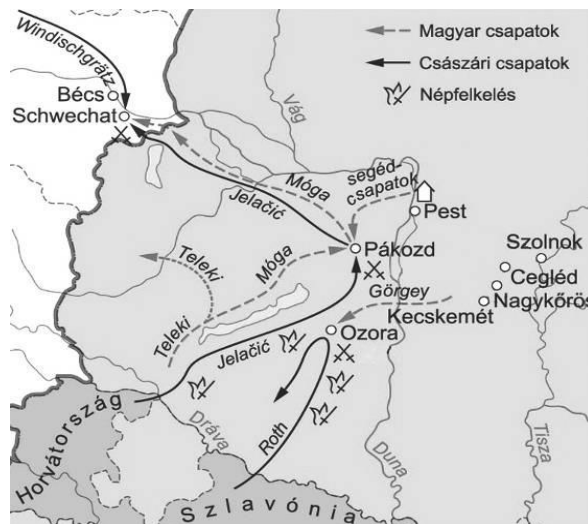 Windischgrätz
Magyar csapatok
Császári csapatok
Népfelkelés
Bécs
Schwechat
Vág
segéd-
csapatok
Móga
Jelačić
Pest
Teleki
Móga
Pákozd
Szolnok
Cegléd
Nagykőrös
Görgey
Kecskemét
Teleki
Jelačić
Ozora
Horvátország
Dráva
Roth
Duna
Tisza
Szlavónia